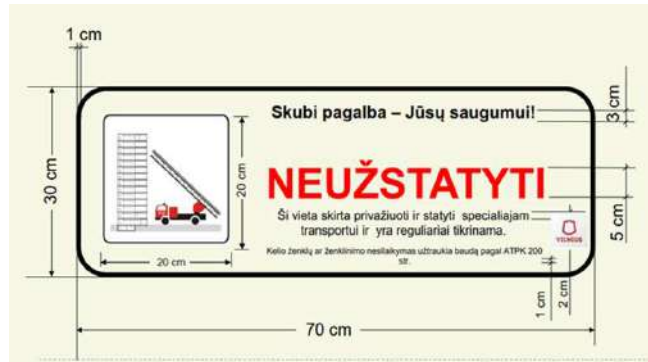 1 cm
Skubi pagalba – Jūsų saugumui!
3 cm
30 cm
20 cm
NEUŽSTATYTI
Ši vieta skirta privažiuoti ir statyti specialiajam
transportui ir yra reguliariai tikrinama.
VILNIUS
5 cm
Kelio ženklų ar ženklinimo nesilaikymas užtraukia baudą pagal ATPK 200
str.
20 cm
1 cm
2 cm
70 cm